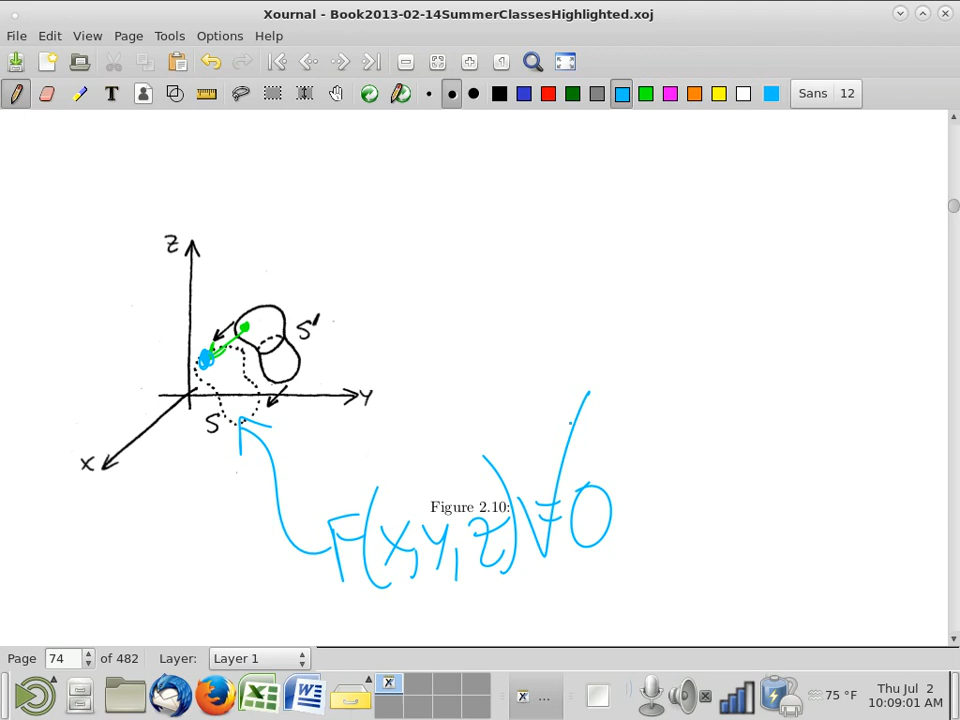 Xournal - Book2013-02-14SummerClassesHighlighted.xoj
File Edit View Page Tools Options Help
Sans 12
Z
S'
Y
S
X
Figure 2.10:
F(x,y,z) = 0
Page 74 of 482 Layer: Layer 1
...
75 °F
Thu Jul 2
10:09:01 AM